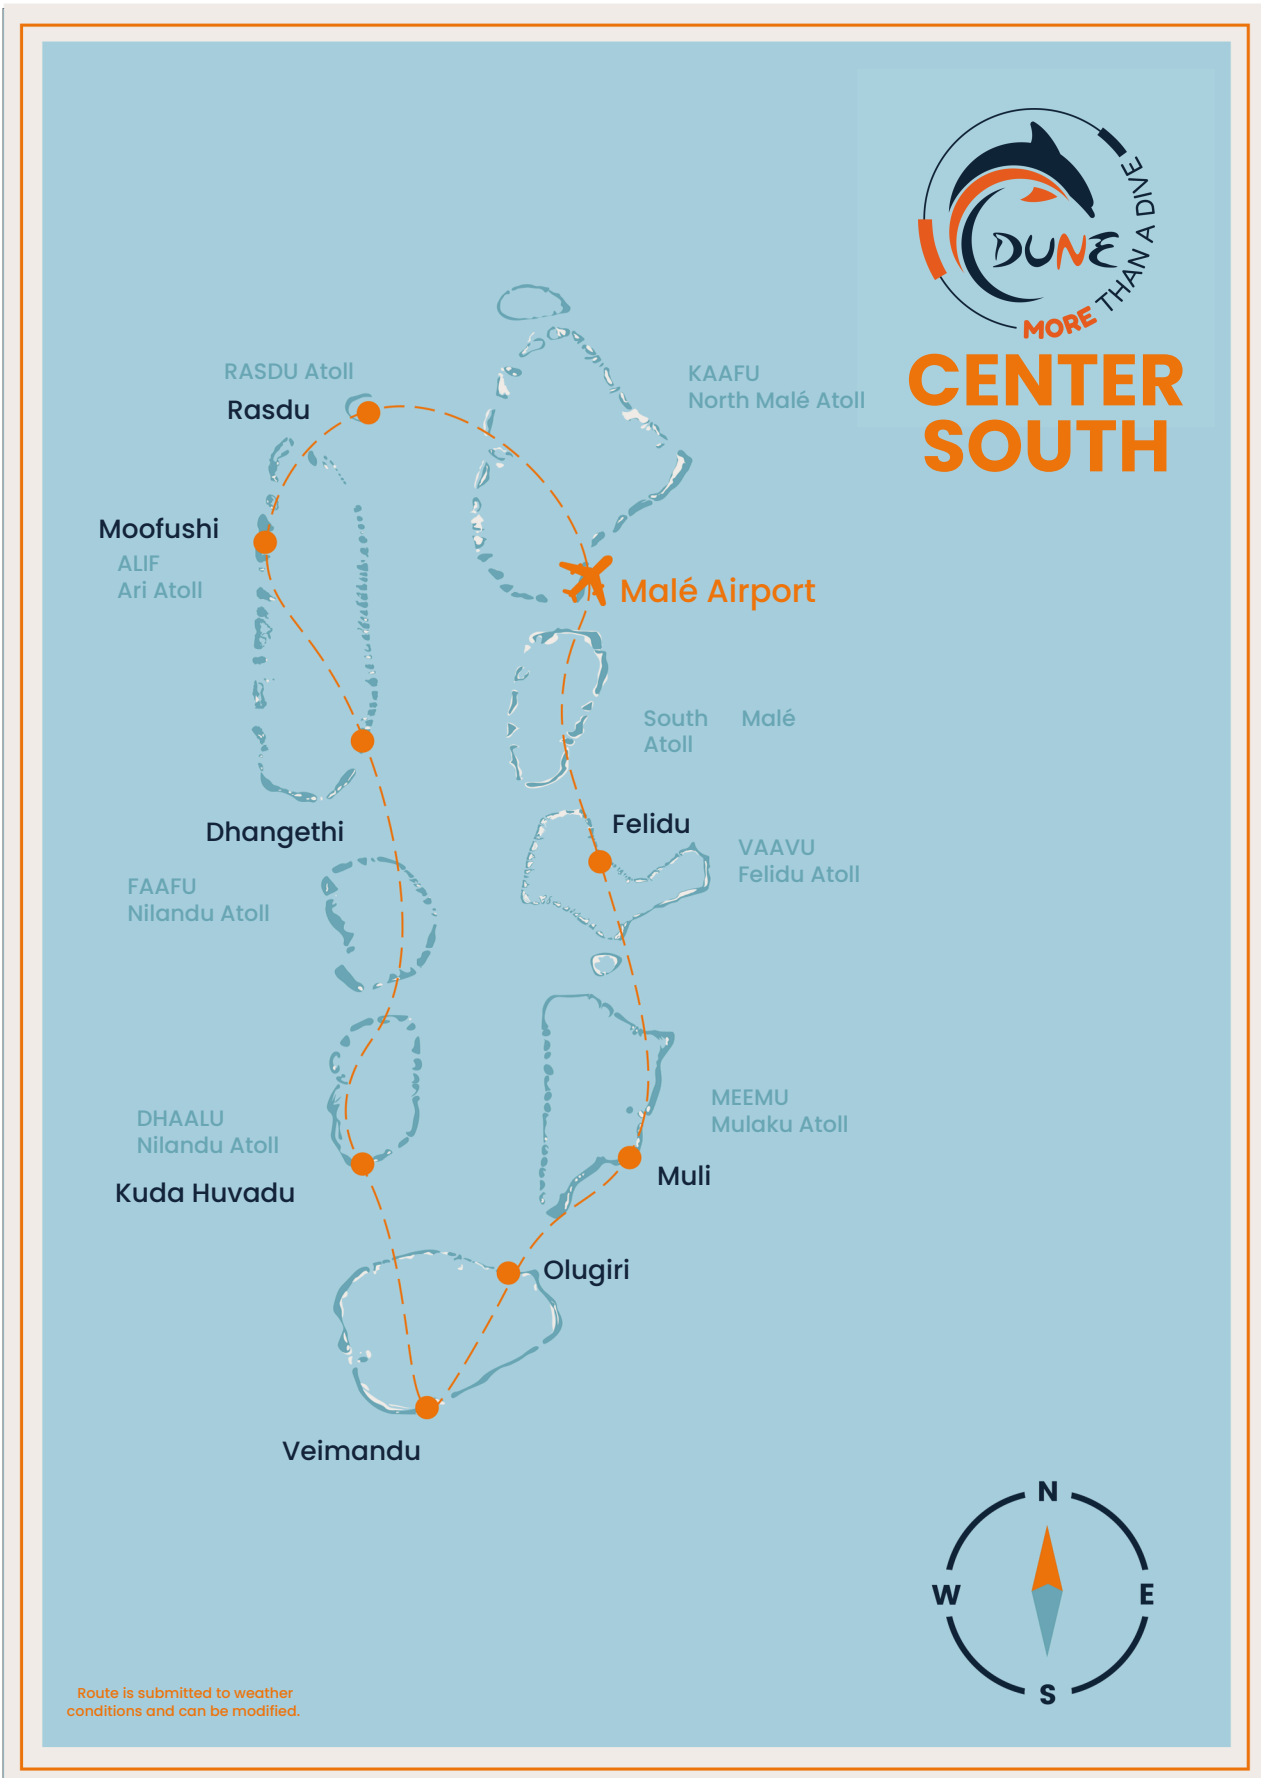 DUNE
MORE THAN A DIVE
CENTER
SOUTH
RASDU Atoll
Rasdu
KAAFU
North Malé Atoll
Moofushi
ALIF
Ari Atoll
Malé Airport
South Malé
Atoll
Felidu
Dhangethi
VAAVU
Felidu Atoll
FAAFU
Nilandu Atoll
MEEMU
Mulaku Atoll
DHAALU
Nilandu Atoll
Muli
Kuda Huvadu
Olugiri
Veimandu
N
W
E
S
Route is submitted to weather
conditions and can be modified.